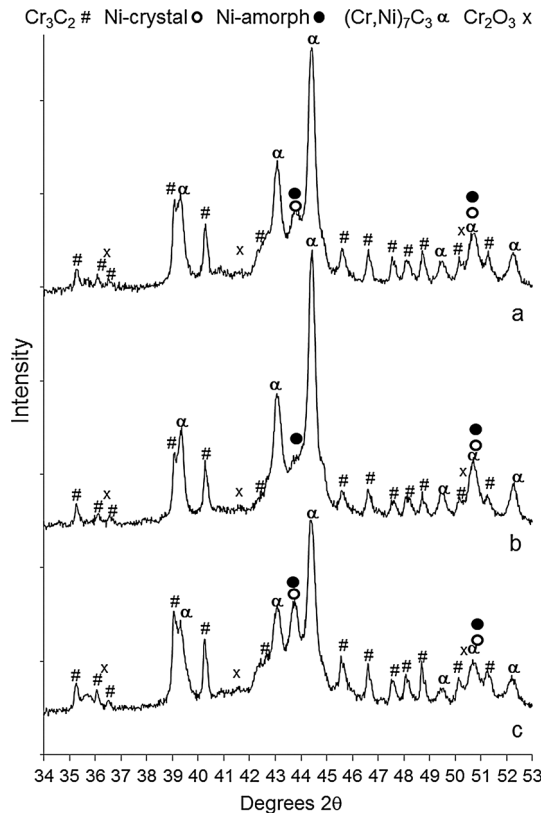 Cr₃C₂ # Ni-crystal o Ni-amorph ● (Cr,Ni)₇C₃ α Cr₂O₃ x
α
α
# α
# x # #
# x #
# # # # α # x α # α
a
Intensity
α
α
# α
# x # #
# x #
# # # # α # x α # α
b
α
# α α
# x # #
# x #
# # # # α # x α # α
c
34 35 36 37 38 39 40 41 42 43 44 45 46 47 48 49 50 51 52 53
Degrees 2θ